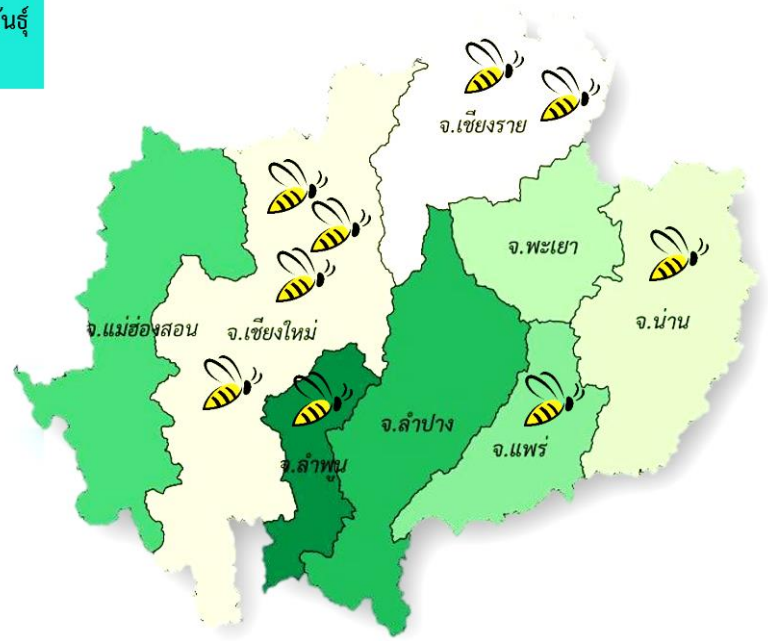 จ.เชียงราย
จ.พะเยา
จ.น่าน
จ.แม่ฮ่องสอน
จ.เชียงใหม่
จ.ลำปาง
จ.แพร่
จ.ลำพูน